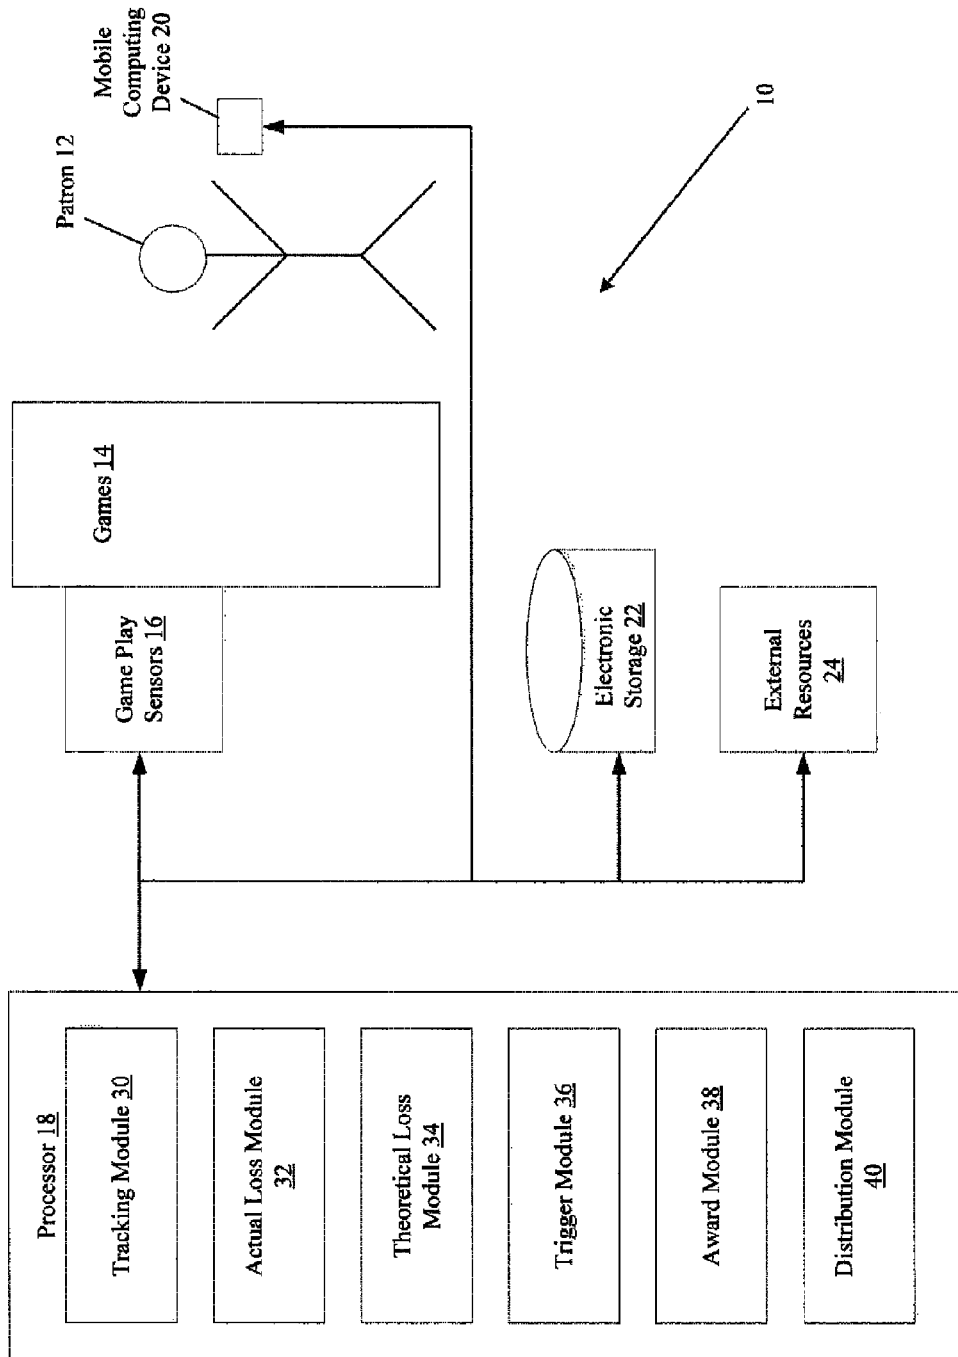 Processor 18
Tracking Module 30
Actual Loss Module
32
Theoretical Loss
Module 34
Trigger Module 36
Award Module 38
Distribution Module
40
Game Play
Sensors 16
Games 14
Patron 12
Mobile
Computing
Device 20
Electronic
Storage 22
External
Resources
24
10